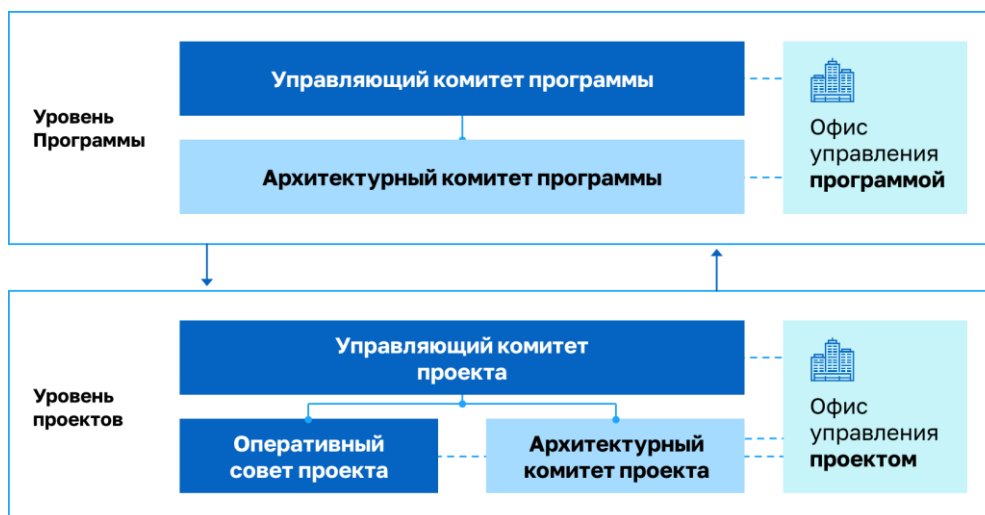 Уровень
Программы
Управляющий комитет программы
Архитектурный комитет программы
Офис
управления
программой
Уровень
проектов
Управляющий комитет
проекта
Оперативный
совет проекта
Архитектурный
комитет проекта
Офис
управления
проектом